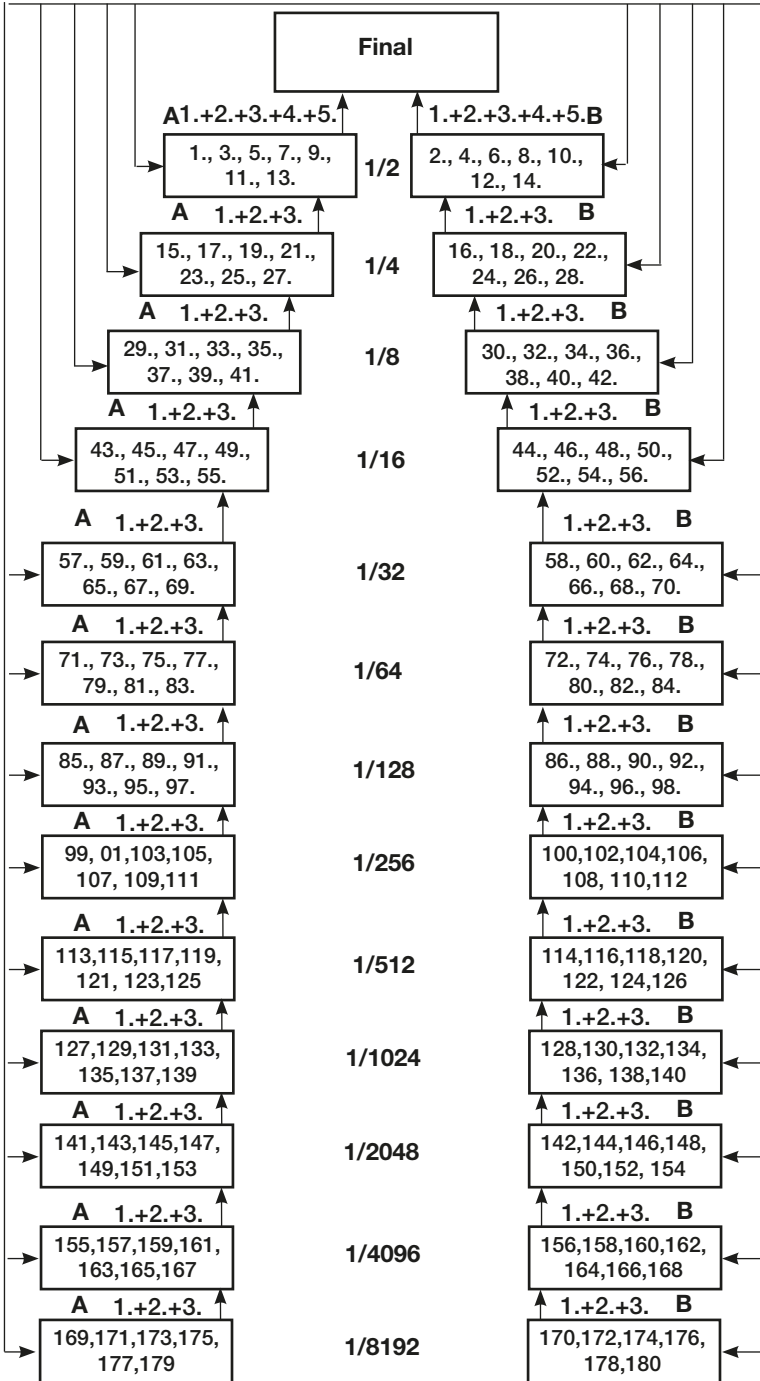 Final
A 1.+2.+3.+4.+5. 1.+2.+3.+4.+5. B
1., 3., 5., 7., 9.,
11., 13.
1/2
2., 4., 6., 8., 10.,
12., 14.
A 1.+2.+3. 1.+2.+3. B
15., 17., 19., 21.,
23., 25., 27.
1/4
16., 18., 20., 22.,
24., 26., 28.
A 1.+2.+3. 1.+2.+3. B
29., 31., 33., 35.,
37., 39., 41.
1/8
30., 32., 34., 36.,
38., 40., 42.
A 1.+2.+3. 1.+2.+3. B
43., 45., 47., 49.,
51., 53., 55.
1/16
44., 46., 48., 50.,
52., 54., 56.
A 1.+2.+3. 1.+2.+3. B
57., 59., 61., 63.,
65., 67., 69.
1/32
58., 60., 62., 64.,
66., 68., 70.
A 1.+2.+3. 1.+2.+3. B
71., 73., 75., 77.,
79., 81., 83.
1/64
72., 74., 76., 78.,
80., 82., 84.
A 1.+2.+3. 1.+2.+3. B
85., 87., 89., 91.,
93., 95., 97.
1/128
86., 88., 90., 92.,
94., 96., 98.
A 1.+2.+3. 1.+2.+3. B
99, 01,103,105,
107, 109,111
1/256
100,102,104,106,
108, 110,112
A 1.+2.+3. 1.+2.+3. B
113,115,117,119,
121, 123,125
1/512
114,116,118,120,
122, 124,126
A 1.+2.+3. 1.+2.+3. B
127,129,131,133,
135,137,139
1/1024
128,130,132,134,
136, 138,140
A 1.+2.+3. 1.+2.+3. B
141,143,145,147,
149,151,153
1/2048
142,144,146,148,
150,152, 154
A 1.+2.+3. 1.+2.+3. B
155,157,159,161,
163,165,167
1/4096
156,158,160,162,
164,166,168
A 1.+2.+3. 1.+2.+3. B
169,171,173,175,
177,179
1/8192
170,172,174,176,
178,180